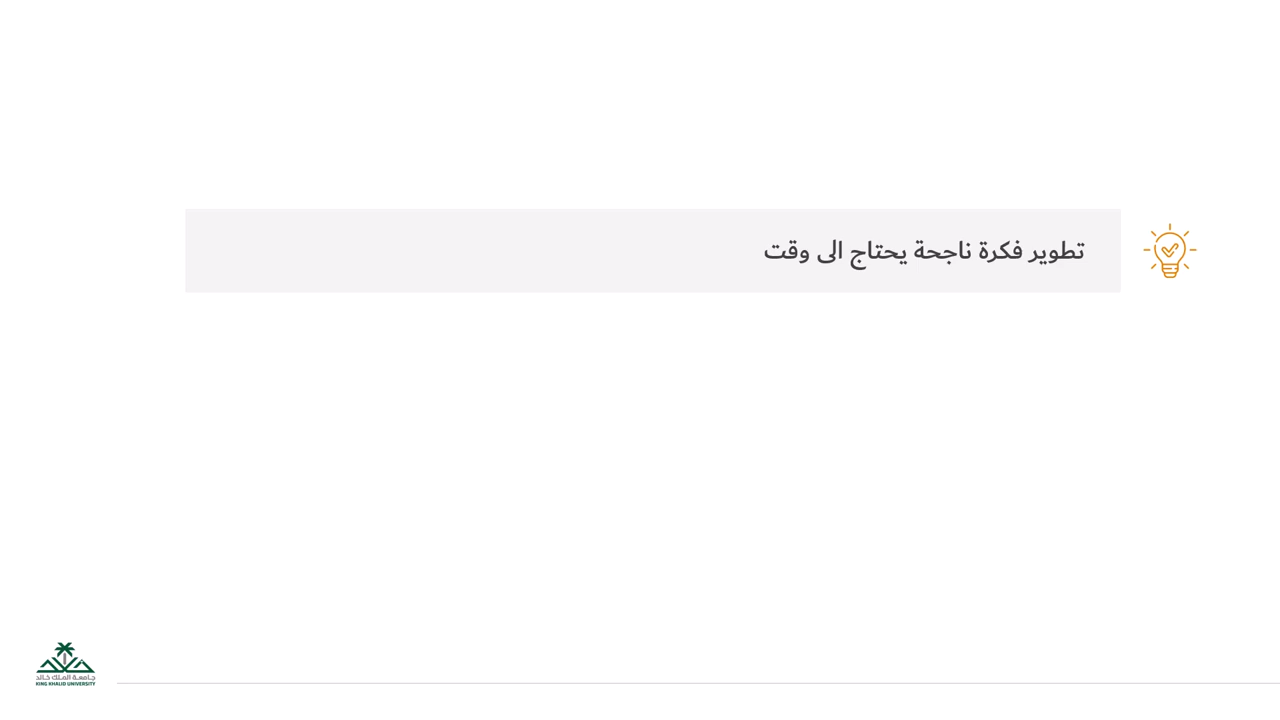 تطوير فكرة ناجحة يحتاج الى وقت
جامعة الملك خالد
KING KHALID UNIVERSITY